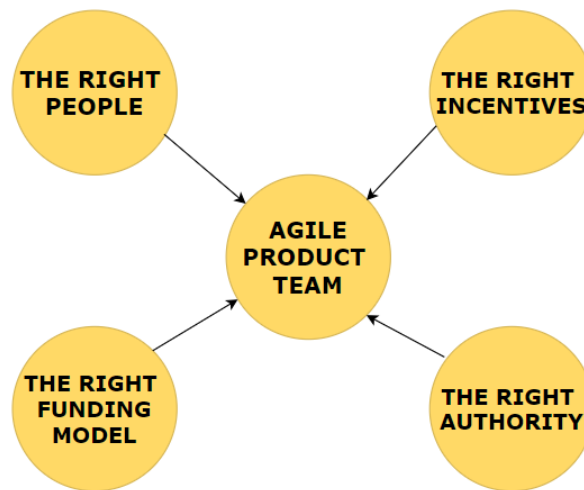 THE RIGHT
PEOPLE
THE RIGHT
INCENTIVES
AGILE
PRODUCT
TEAM
THE RIGHT
FUNDING
MODEL
THE RIGHT
AUTHORITY